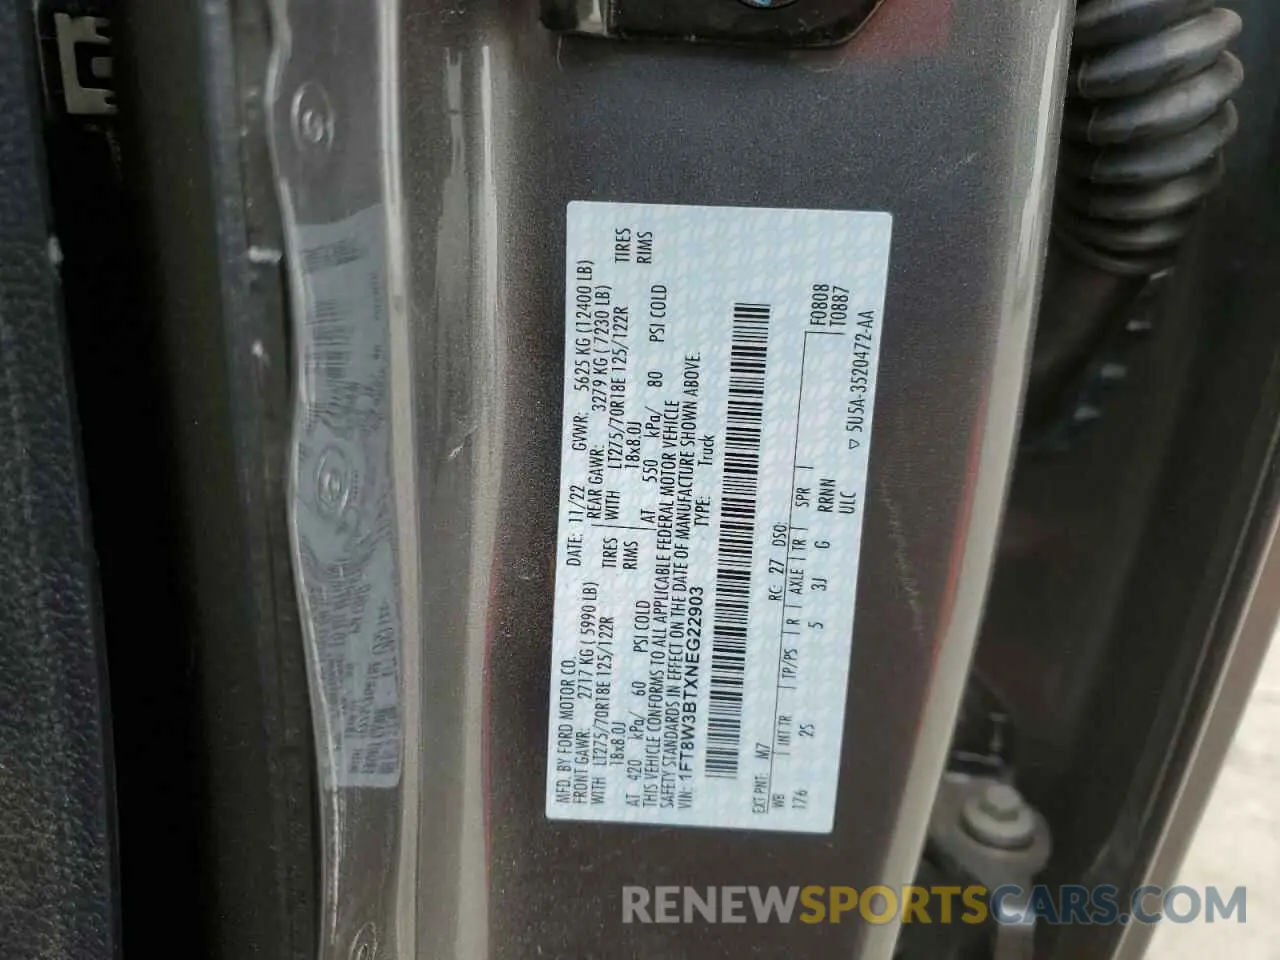 MFD. BY FORD MOTOR CO.
DATE: 11/22 GVWR: 5625 KG (12400 LB)
FRONT GAWR: 2717 KG ( 5990 LB) REAR GAWR: 3279 KG ( 7230 LB)
WITH LT275/70R18E 125/122R TIRES WITH LT275/70R18E 125/122R TIRES
18x8.0J RIMS 18x8.0J RIMS
AT 420 kPa/ 60 PSI COLD AT 550 kPa/ 80 PSI COLD
THIS VEHICLE CONFORMS TO ALL APPLICABLE FEDERAL MOTOR VEHICLE
SAFETY STANDARDS IN EFFECT ON THE DATE OF MANUFACTURE SHOWN ABOVE.
VIN: 1FT8W3BTXNEG22903 TYPE: Truck
EXT PNT: M7 RC: 27 DSO:
WB INT TR TP/PS R AXLE TR SPR F0808
176 2S 5 3J G RRNN T0887
ULC ▽ 5U5A-3520472-AA
RENEWSPORTSCARS.COM